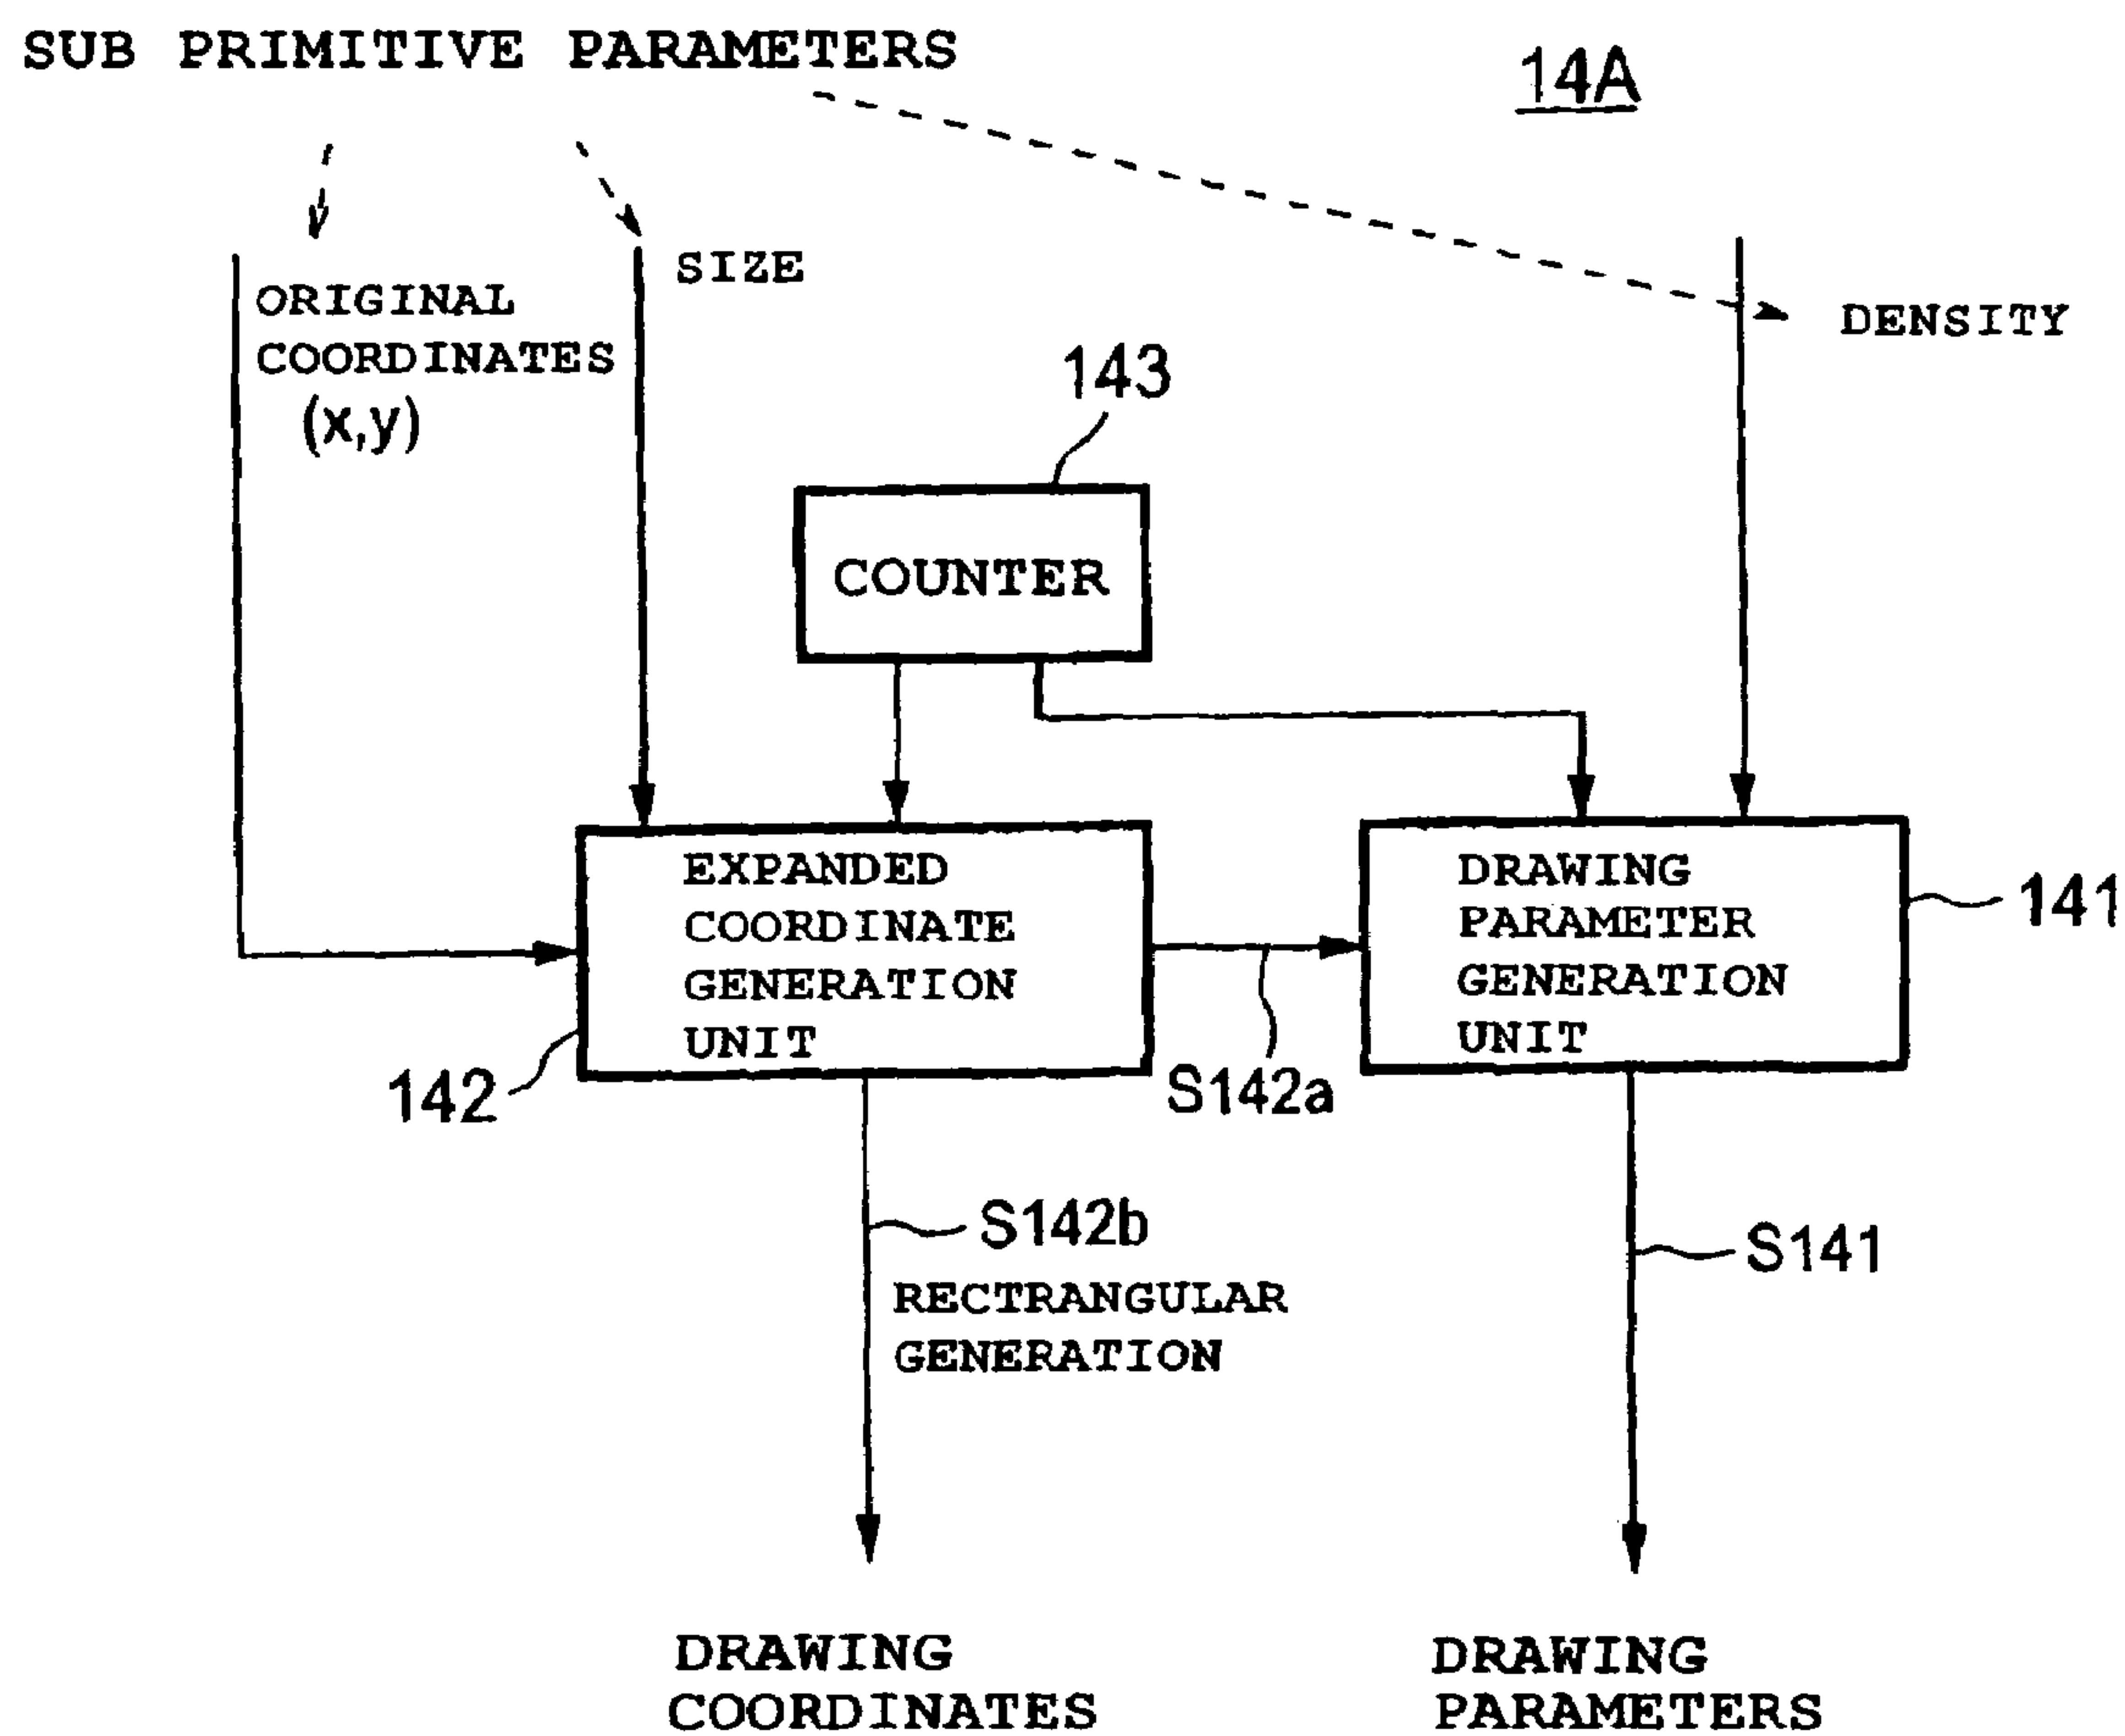 SUB PRIMITIVE PARAMETERS
14A
SIZE
ORIGINAL
COORDINATES
(x,y)
DENSITY
143
COUNTER
EXPANDED
COORDINATE
GENERATION
UNIT
DRAWING
PARAMETER
GENERATION
UNIT
141
142
S142a
S142b
S141
RECTRANGULAR
GENERATION
DRAWING
COORDINATES
DRAWING
PARAMETERS